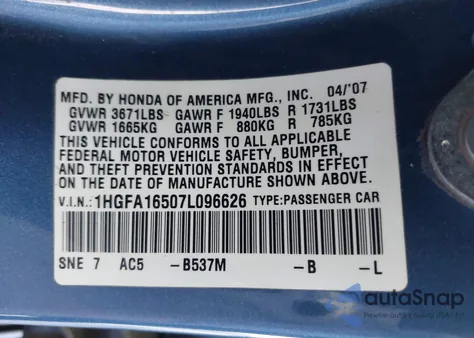 MFD. BY HONDA OF AMERICA MFG., INC. 04/'07
GVWR 3671LBS GAWR F 1940LBS R 1731LBS
GVWR 1665KG GAWR F 880KG R 785KG
THIS VEHICLE CONFORMS TO ALL APPLICABLE
FEDERAL MOTOR VEHICLE SAFETY, BUMPER,
AND THEFT PREVENTION STANDARDS IN EFFECT
ON THE DATE OF MANUFACTURE SHOWN ABOVE.
V.I.N.: 1HGFA16507L096626 TYPE: PASSENGER CAR
SNE 7 AC5 -B537M -B -L
autoSnap